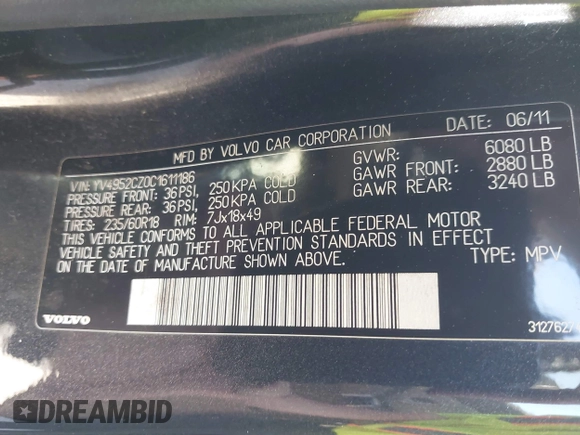 MFD BY VOLVO CAR CORPORATION DATE: 06/11
VIN: YV4952CZ0C1611186 GVWR: 6080 LB
PRESSURE FRONT: 36 PSI, 250 KPA COLD GAWR FRONT: 2880 LB
PRESSURE REAR: 36 PSI, 250 KPA COLD GAWR REAR: 3240 LB
TIRES: 235/60R18 RIM: 7Jx18x49
THIS VEHICLE CONFORMS TO ALL APPLICABLE FEDERAL MOTOR
VEHICLE SAFETY AND THEFT PREVENTION STANDARDS IN EFFECT
ON THE DATE OF MANUFACTURE SHOWN ABOVE. TYPE: MPV
VOLVO
312762
DREAMBID